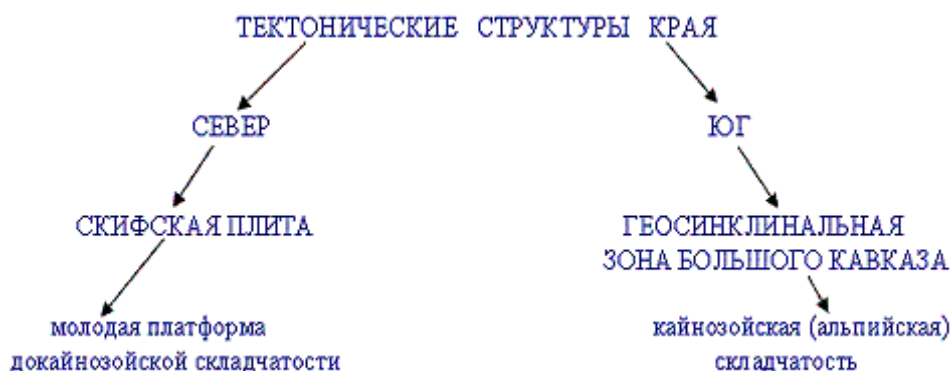 ТЕКТОНИЧЕСКИЕ СТРУКТУРЫ КРАЯ
СЕВЕР
ЮГ
СКИФСКАЯ ПЛИТА
ГЕОСИНКЛИНАЛЬНАЯ
ЗОНА БОЛЬШОГО КАВКАЗА
молодая платформа
докайнозойской складчатости
кайнозойская (альпийская)
складчатость